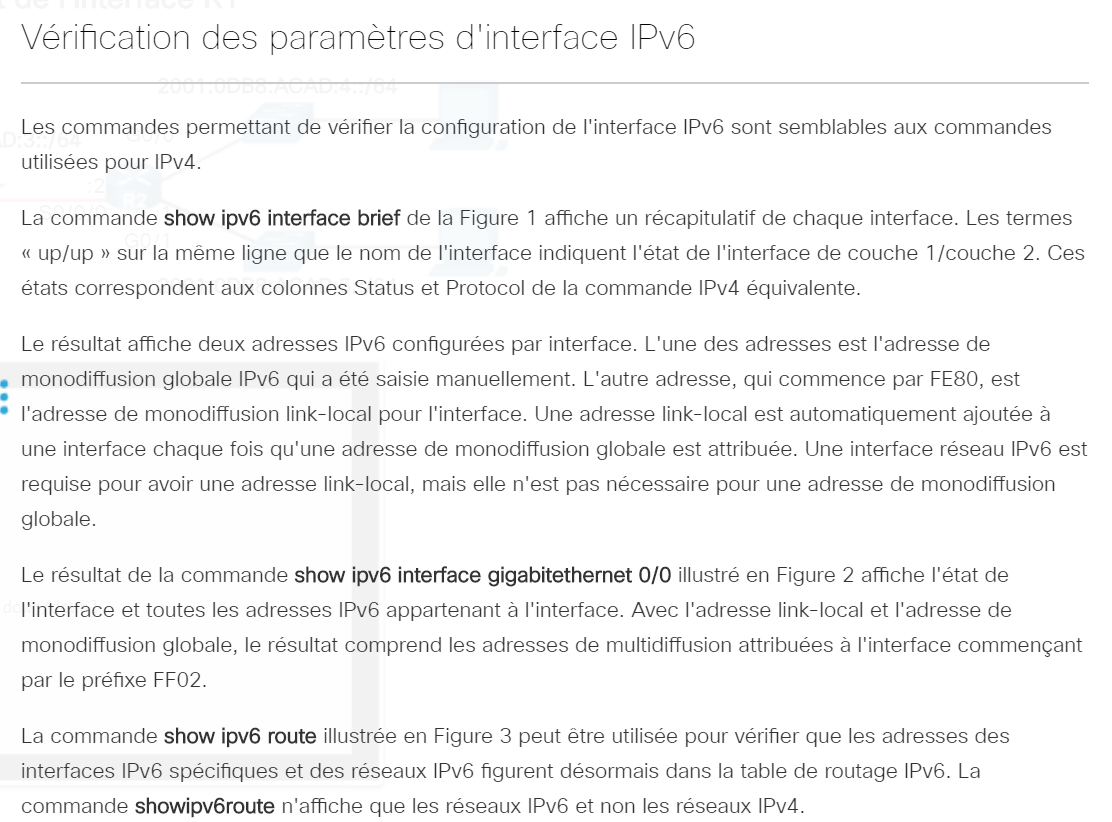 Vérification des paramètres d'interface IPv6
2001:0DB8:ACAD:4::/64
Les commandes permettant de vérifier la configuration de l'interface IPv6 sont semblables aux commandes
utilisées pour IPv4.
La commande show ipv6 interface brief de la Figure 1 affiche un récapitulatif de chaque interface. Les termes
« up/up » sur la même ligne que le nom de l'interface indiquent l'état de l'interface de couche 1/couche 2. Ces
états correspondent aux colonnes Status et Protocol de la commande IPv4 équivalente.
Le résultat affiche deux adresses IPv6 configurées par interface. L'une des adresses est l'adresse de
monodiffusion globale IPv6 qui a été saisie manuellement. L'autre adresse, qui commence par FE80, est
l'adresse de monodiffusion link-local pour l'interface. Une adresse link-local est automatiquement ajoutée à
une interface chaque fois qu'une adresse de monodiffusion globale est attribuée. Une interface réseau IPv6 est
requise pour avoir une adresse link-local, mais elle n'est pas nécessaire pour une adresse de monodiffusion
globale.
Le résultat de la commande show ipv6 interface gigabitethernet 0/0 illustré en Figure 2 affiche l'état de
l'interface et toutes les adresses IPv6 appartenant à l'interface. Avec l'adresse link-local et l'adresse de
monodiffusion globale, le résultat comprend les adresses de multidiffusion attribuées à l'interface commençant
par le préfixe FF02.
La commande show ipv6 route illustrée en Figure 3 peut être utilisée pour vérifier que les adresses des
interfaces IPv6 spécifiques et des réseaux IPv6 figurent désormais dans la table de routage IPv6. La
commande showipv6route n'affiche que les réseaux IPv6 et non les réseaux IPv4.